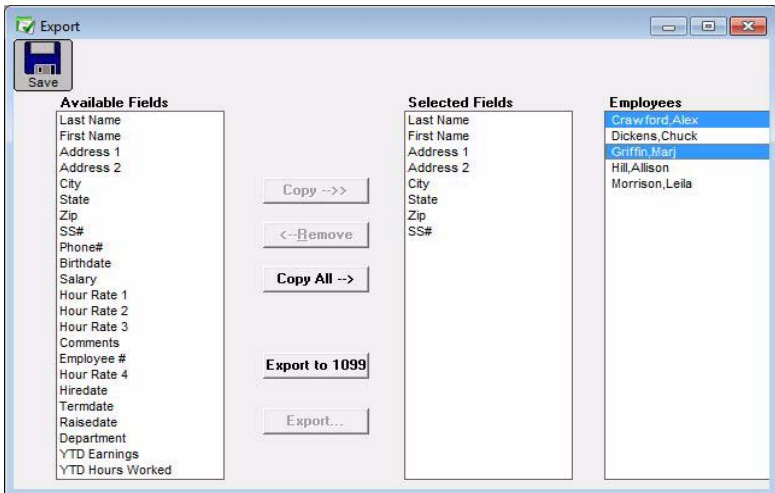 Export
Save
Available Fields
Last Name
First Name
Address 1
Address 2
City
State
Zip
SS#
Phone#
Birthdate
Salary
Hour Rate 1
Hour Rate 2
Hour Rate 3
Comments
Employee #
Hour Rate 4
Hiredate
Termdate
Raisedate
Department
YTD Earnings
YTD Hours Worked
Copy -->>
<--Remove
Copy All -->
Export to 1099
Export...
Selected Fields
Last Name
First Name
Address 1
Address 2
City
State
Zip
SS#
Employees
Crawford,Alex
Dickens,Chuck
Griffin,Marj
Hill,Allison
Morrison,Leila